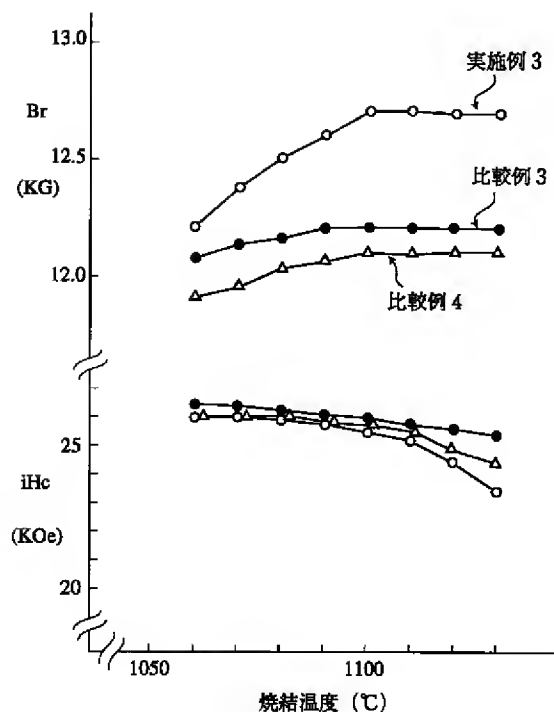 13.0
実施例 3
Br
12.5
(KG)
比較例 3
12.0
比較例 4
25
iHc
(KOe)
20
1050
1100
焼結温度 (℃)